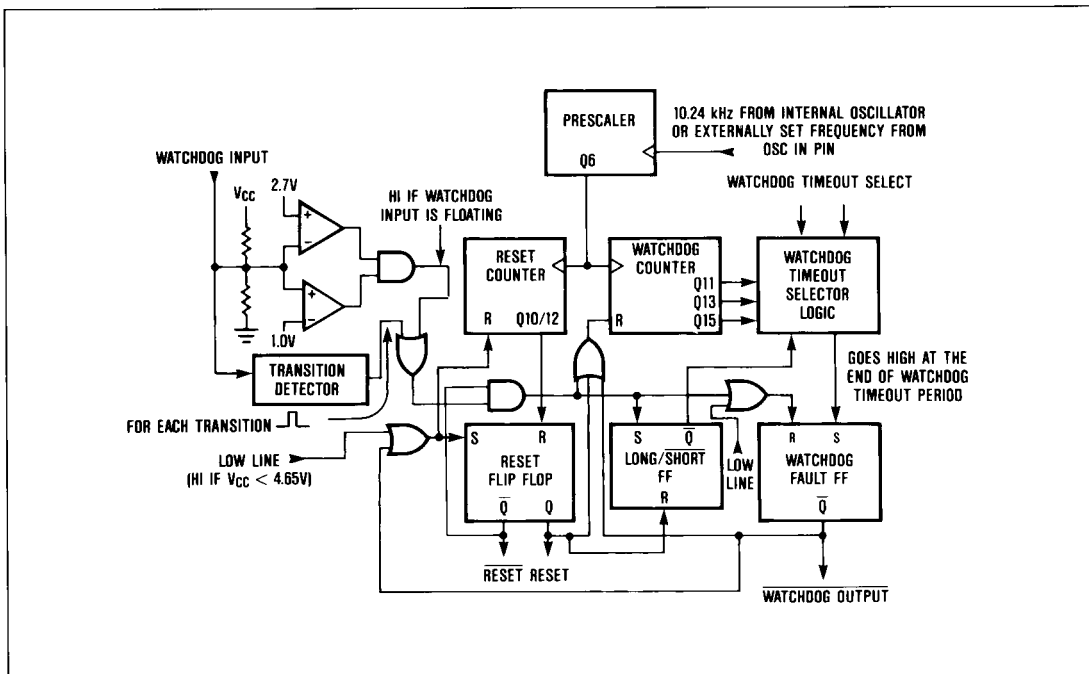 PRESCALER
Q6
10.24 kHz FROM INTERNAL OSCILLATOR
OR EXTERNALLY SET FREQUENCY FROM
OSC IN PIN
WATCHDOG INPUT
VCC
2.7V
1.0V
HI IF WATCHDOG
INPUT IS FLOATING
WATCHDOG TIMEOUT SELECT
RESET
COUNTER
R Q10/12
WATCHDOG
COUNTER
Q11
Q13
Q15
R
WATCHDOG
TIMEOUT
SELECTOR
LOGIC
TRANSITION
DETECTOR
FOR EACH TRANSITION
GOES HIGH AT THE
END OF WATCHDOG
TIMEOUT PERIOD
LOW LINE
(HI IF VCC < 4.65V)
S R
RESET
FLIP FLOP
Q̅ Q
R̅E̅S̅E̅T̅ RESET
S Q̅
LONG/S̅H̅O̅R̅T̅
FF
R
LOW
LINE
R S
WATCHDOG
FAULT FF
Q̅
W̅A̅T̅C̅H̅D̅O̅G̅ O̅U̅T̅P̅U̅T̅